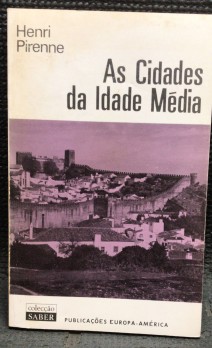 Henri
Pirenne
As Cidades
da Idade Média
colecção
SABER
PUBLICAÇÕES EUROPA-AMÉRICA